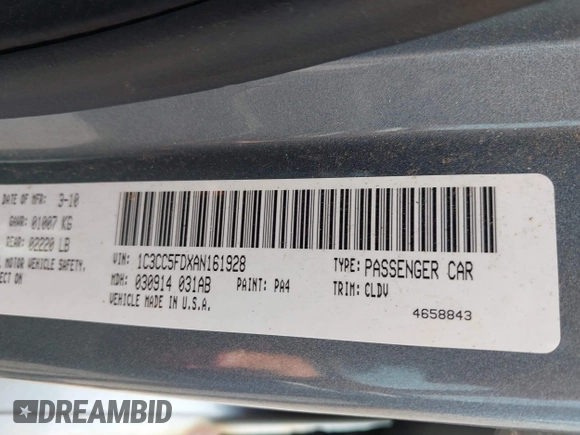 DATE OF MFR: 3-10
GAWR: 01007 KG
REAR: 02220 LB
MOTOR VEHICLE SAFETY,
ECT ON
VIN: 1C3CC5FDXAN161928
TYPE: PASSENGER CAR
MDH: 030914 031AB
PAINT: PA4
TRIM: CLDV
VEHICLE MADE IN U.S.A.
4658843
DREAMBID